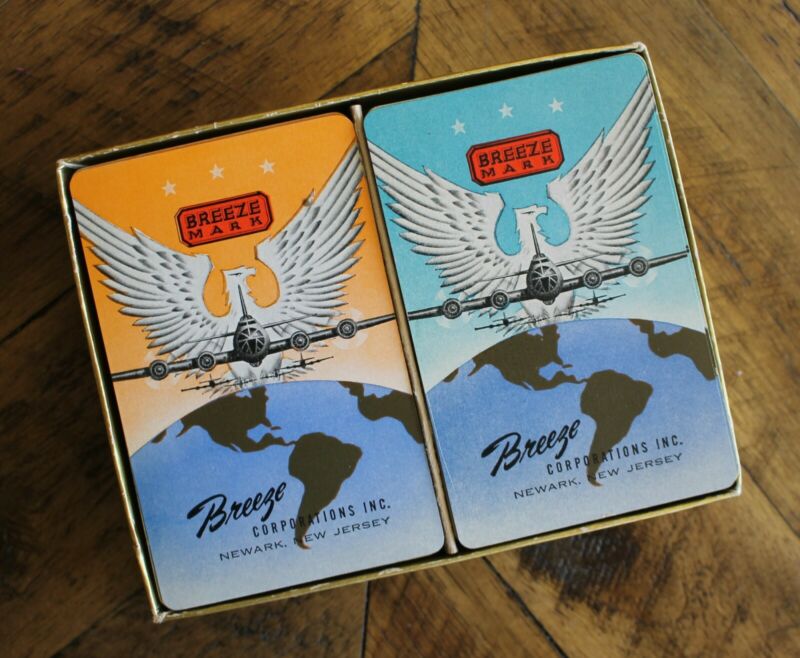 BREEZE
MARK
Breeze
CORPORATIONS INC.
NEWARK, NEW JERSEY
BREEZE
MARK
Breeze
CORPORATIONS INC.
NEWARK, NEW JERSEY